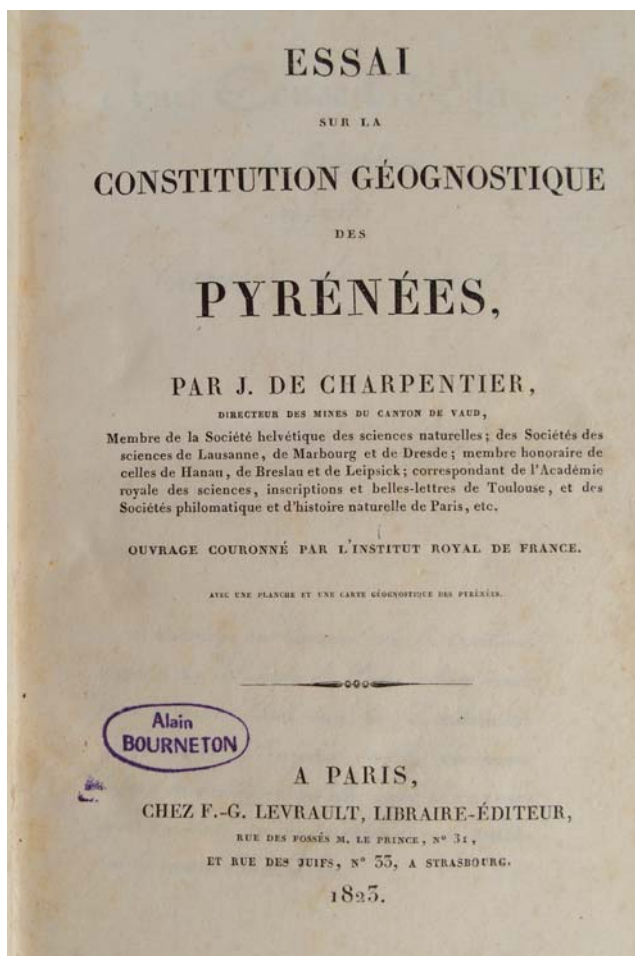 ESSAI
SUR LA
CONSTITUTION GÉOGNOSTIQUE
DES
PYRÉNÉES,
PAR J. DE CHARPENTIER,
DIRECTEUR DES MINES DU CANTON DE VAUD,
Membre de la Société helvétique des sciences naturelles; des Sociétés des
sciences de Lausanne, de Marbourg et de Dresde; membre honoraire de
celles de Hanau, de Breslau et de Leipsick; correspondant de l'Académie
royale des sciences, inscriptions et belles-lettres de Toulouse, et des
Sociétés philomatique et d'histoire naturelle de Paris, etc.
OUVRAGE COURONNÉ PAR L'INSTITUT ROYAL DE FRANCE.
AVEC UNE PLANCHE ET UNE CARTE GÉOGNOSTIQUE DES PYRÉNÉES.
Alain
BOURNETON
A PARIS,
CHEZ F.-G. LEVRAULT, LIBRAIRE-ÉDITEUR,
RUE DES FOSSÉS M. LE PRINCE, N° 31,
ET RUE DES JUIFS, N° 33, A STRASBOURG.
1823.